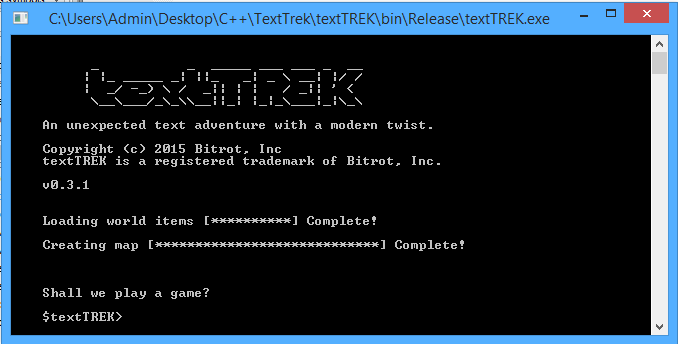 C:\Users\Admin\Desktop\C++\TextTrek\textTREK\bin\Release\textTREK.exe
textTREK
An unexpected text adventure with a modern twist.
Copyright (c) 2015 Bitrot, Inc
textTREK is a registered trademark of Bitrot, Inc.
v0.3.1
Loading world items [**********] Complete!
Creating map [****************************] Complete!
Shall we play a game?
$textTREK>